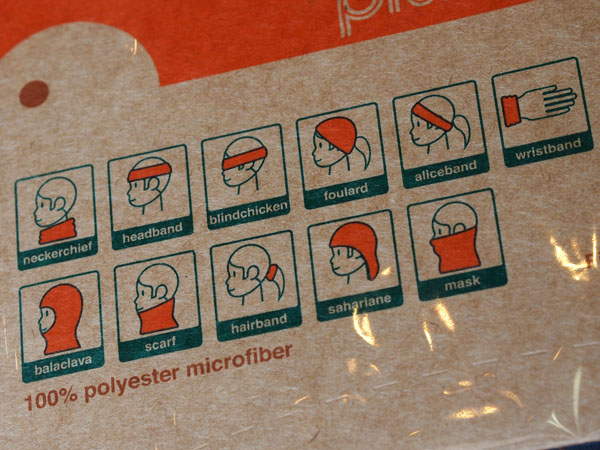 neckerchief headband blindchicken foulard aliceband wristband
balaclava scarf hairband sahariane mask
100% polyester microfiber